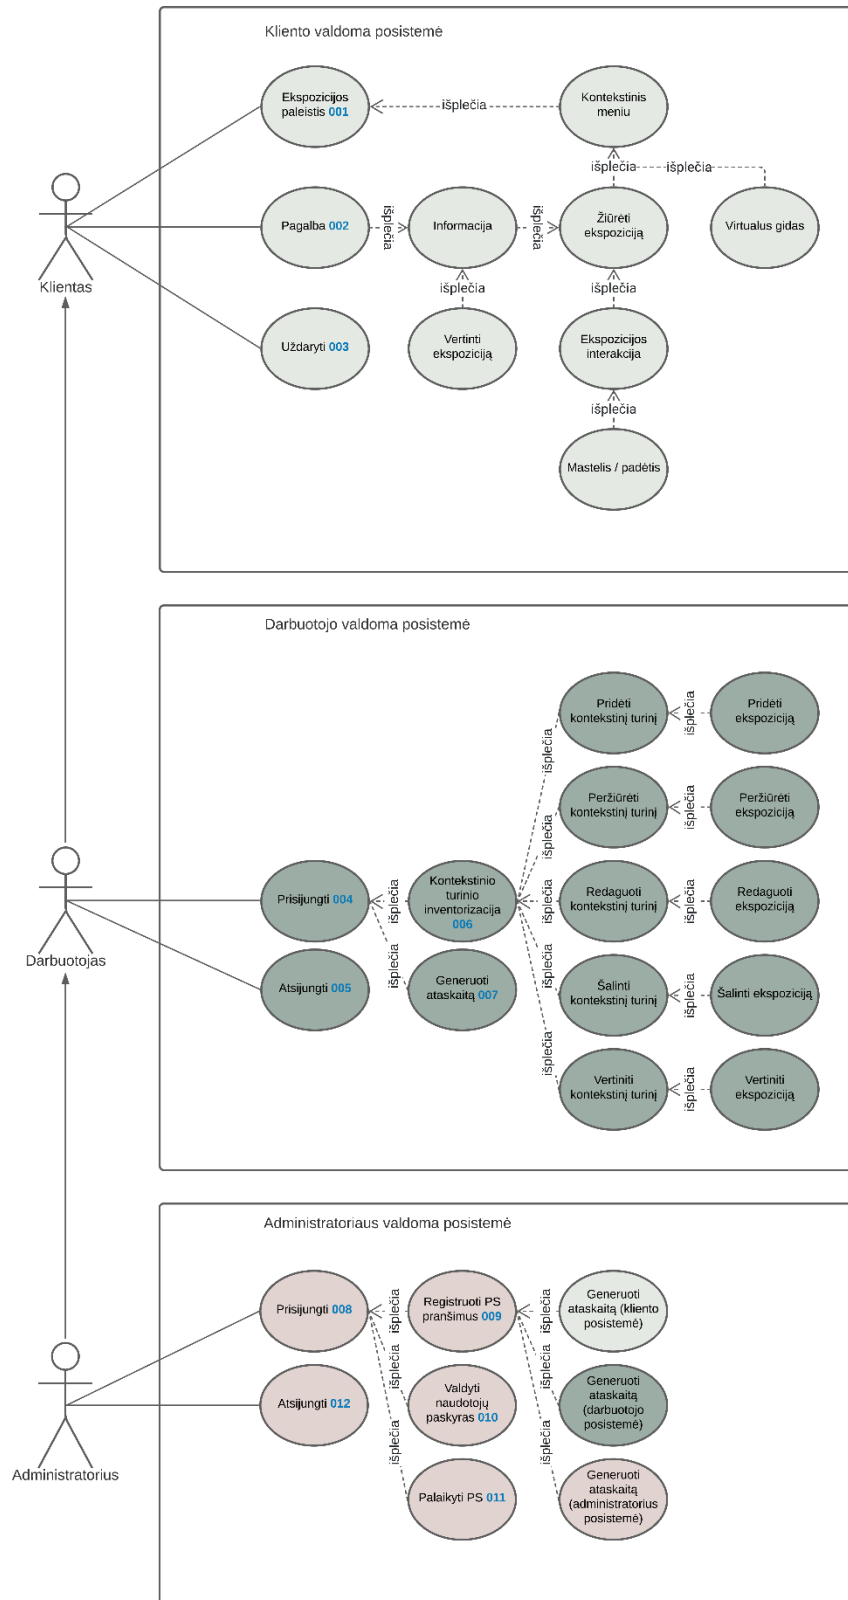 Kliento valdoma posistemė
Ekspozicijos
paleistis 001
išplečia
Kontekstinis
meniu
išplečia
išplečia
Klientas
Pagalba 002
išplečia
Informacija
išplečia
Žiūrėti
ekspoziciją
Virtualus gidas
išplečia
išplečia
Uždaryti 003
Vertinti
ekspoziciją
Ekspozicijos
interakcija
išplečia
Mastelis / padėtis
Darbuotojo valdoma posistemė
Pridėti
kontekstinį turinį
išplečia
Pridėti
ekspoziciją
išplečia
Peržiūrėti
kontekstinį turinį
išplečia
Peržiūrėti
ekspoziciją
išplečia
Darbuotojas
Prisijungti 004
išplečia
Kontekstinio
turinio
inventorizacija
006
išplečia
Redaguoti
kontekstinį turinį
išplečia
Redaguoti
ekspoziciją
Atsijungti 005
išplečia
Generuoti
ataskaitą 007
išplečia
Šalinti
kontekstinį turinį
išplečia
Šalinti ekspoziciją
išplečia
Vertiniti
kontekstinį turinį
išplečia
Vertiniti
ekspoziciją
Administratoriaus valdoma posistemė
Prisijungti 008
išplečia
Registruoti PS
pranšimus 009
išplečia
Generuoti
ataskaitą (kliento
posistemė)
Administratorius
Atsijungti 012
išplečia
Valdyti
naudotojų
paskyras 010
išplečia
Generuoti
ataskaitą
(darbuotojo
posistemė)
išplečia
Palaikyti PS 011
išplečia
Generuoti
ataskaitą
(administratorius
posistemė)